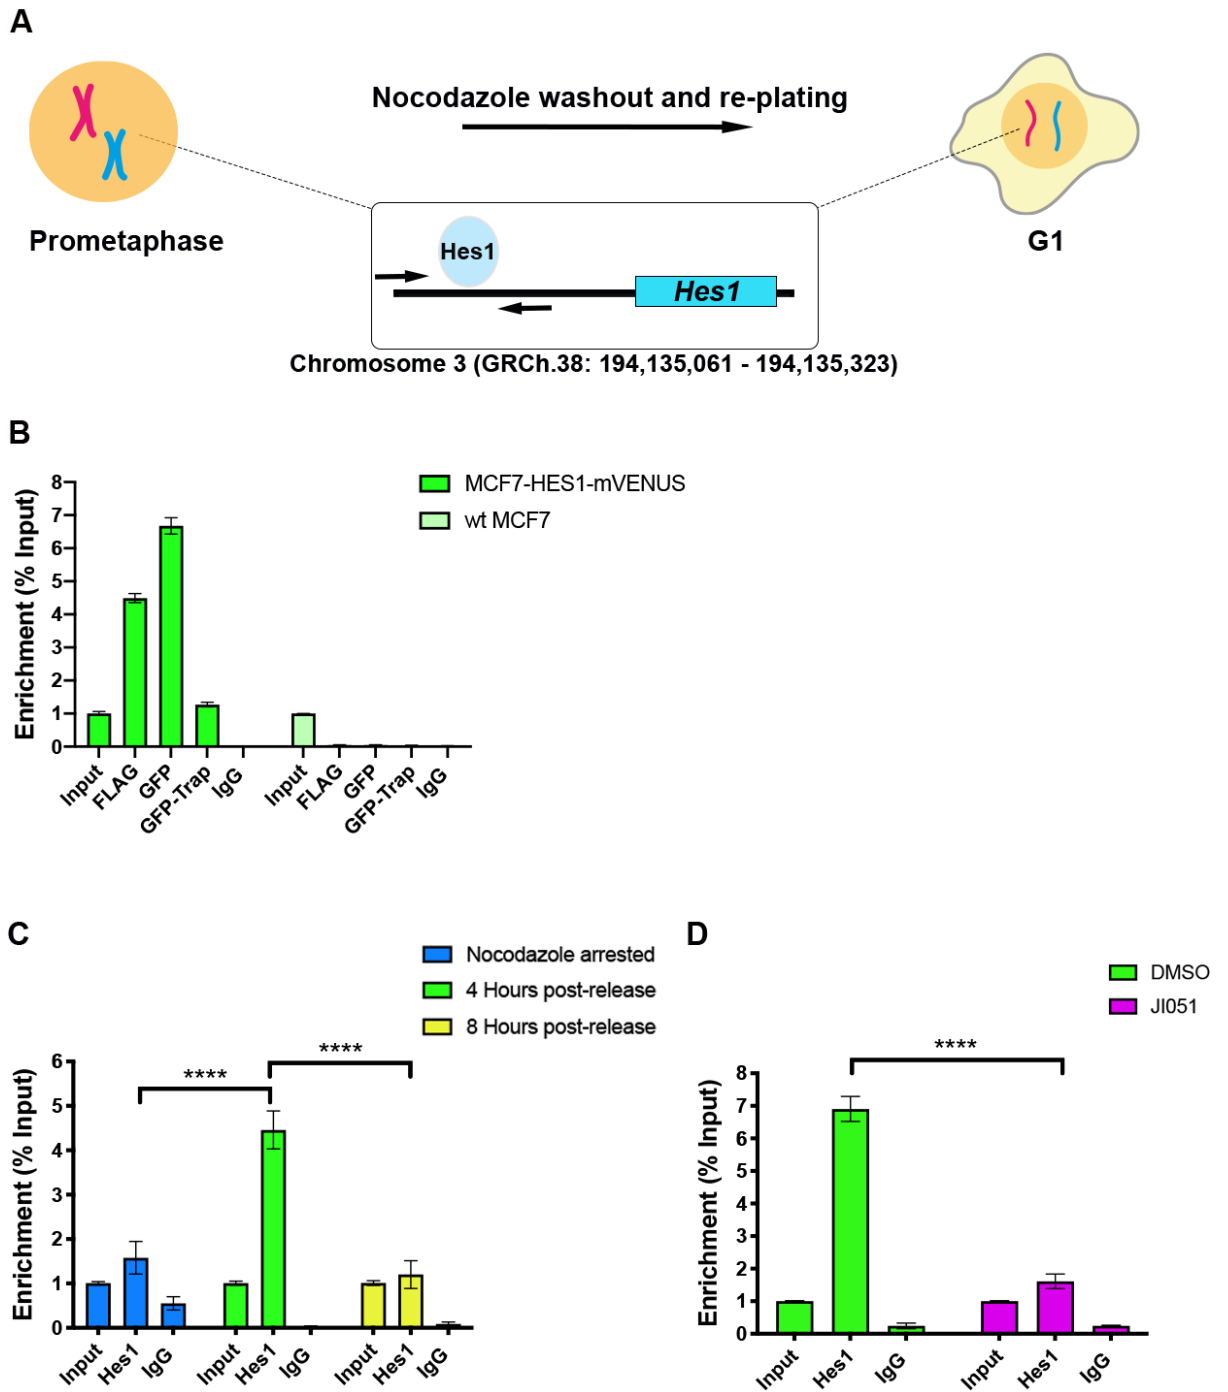 A
Nocodazole washout and re-plating
Prometaphase
G1
Hes1
Hes1
Chromosome 3 (GRCh.38: 194,135,061 - 194,135,323)
B
MCF7-HES1-mVENUS
wt MCF7
Enrichment (% Input)
8
7
6
5
4
3
2
1
0
Input
FLAG
GFP
GFP-Trap
IgG
Input
FLAG
GFP
GFP-Trap
IgG
C
Nocodazole arrested
4 Hours post-release
8 Hours post-release
****
****
Enrichment (% Input)
6
5
4
3
2
1
0
Input
Hes1
IgG
Input
Hes1
IgG
Input
Hes1
IgG
D
DMSO
JI051
****
Enrichment (% Input)
8
7
6
5
4
3
2
1
0
Input
Hes1
IgG
Input
Hes1
IgG